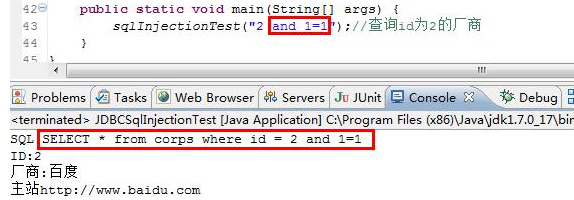 42 public static void main(String[] args) {
43 sqlInjectionTest("2 and 1=1");//查询id为2的厂商
44 }
45 }
Problems Tasks Web Browser Servers JUnit Console Debug
<terminated> JDBCSqlInjectionTest [Java Application] C:\Program Files (x86)\Java\jdk1.7.0_17\bin
SQL SELECT * from corps where id = 2 and 1=1
ID:2
厂商:百度
主站http://www.baidu.com